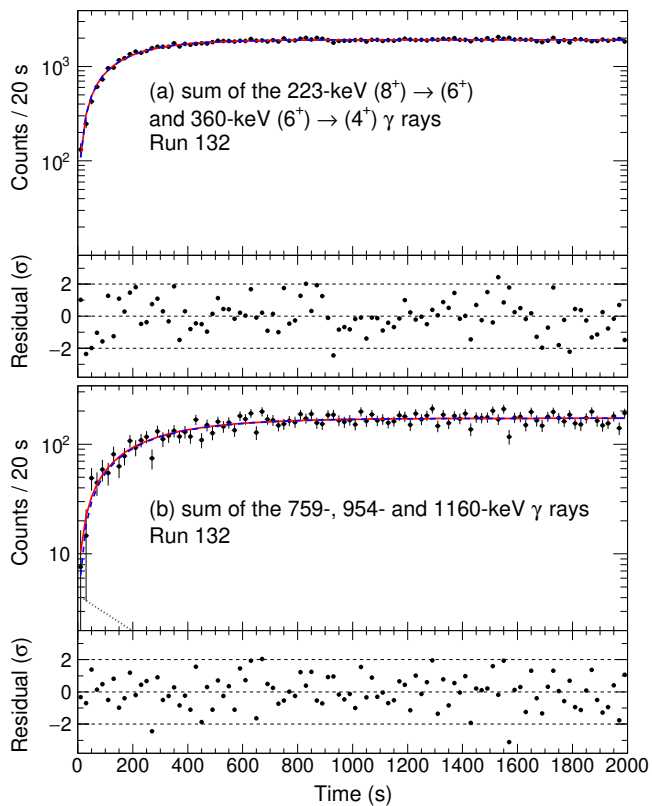 Counts / 20 s
10³
10²
(a) sum of the 223-keV (8⁺) → (6⁺)
and 360-keV (6⁺) → (4⁺) γ rays
Run 132
Residual (σ)
2
0
−2
Counts / 20 s
10²
10
(b) sum of the 759-, 954- and 1160-keV γ rays
Run 132
Residual (σ)
2
0
−2
0 200 400 600 800 1000 1200 1400 1600 1800 2000
Time (s)